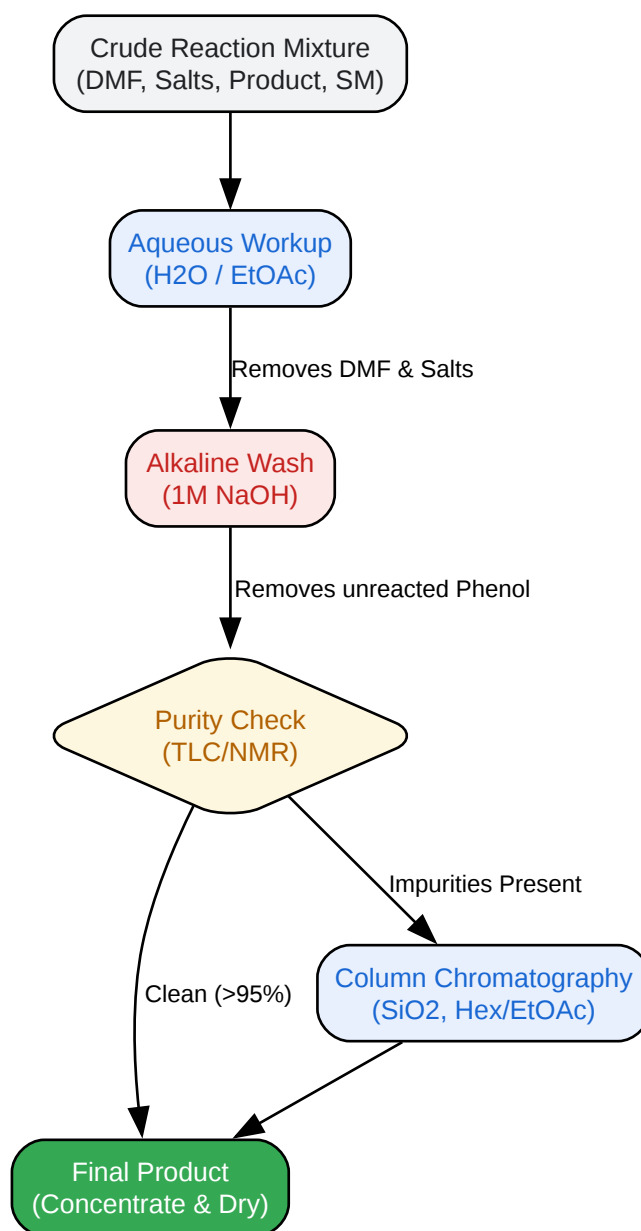 Crude Reaction Mixture
(DMF, Salts, Product, SM)
Aqueous Workup
(H2O / EtOAc)
Removes DMF & Salts
Alkaline Wash
(1M NaOH)
Removes unreacted Phenol
Purity Check
(TLC/NMR)
Impurities Present
Column Chromatography
(SiO2, Hex/EtOAc)
Clean (>95%)
Final Product
(Concentrate & Dry)